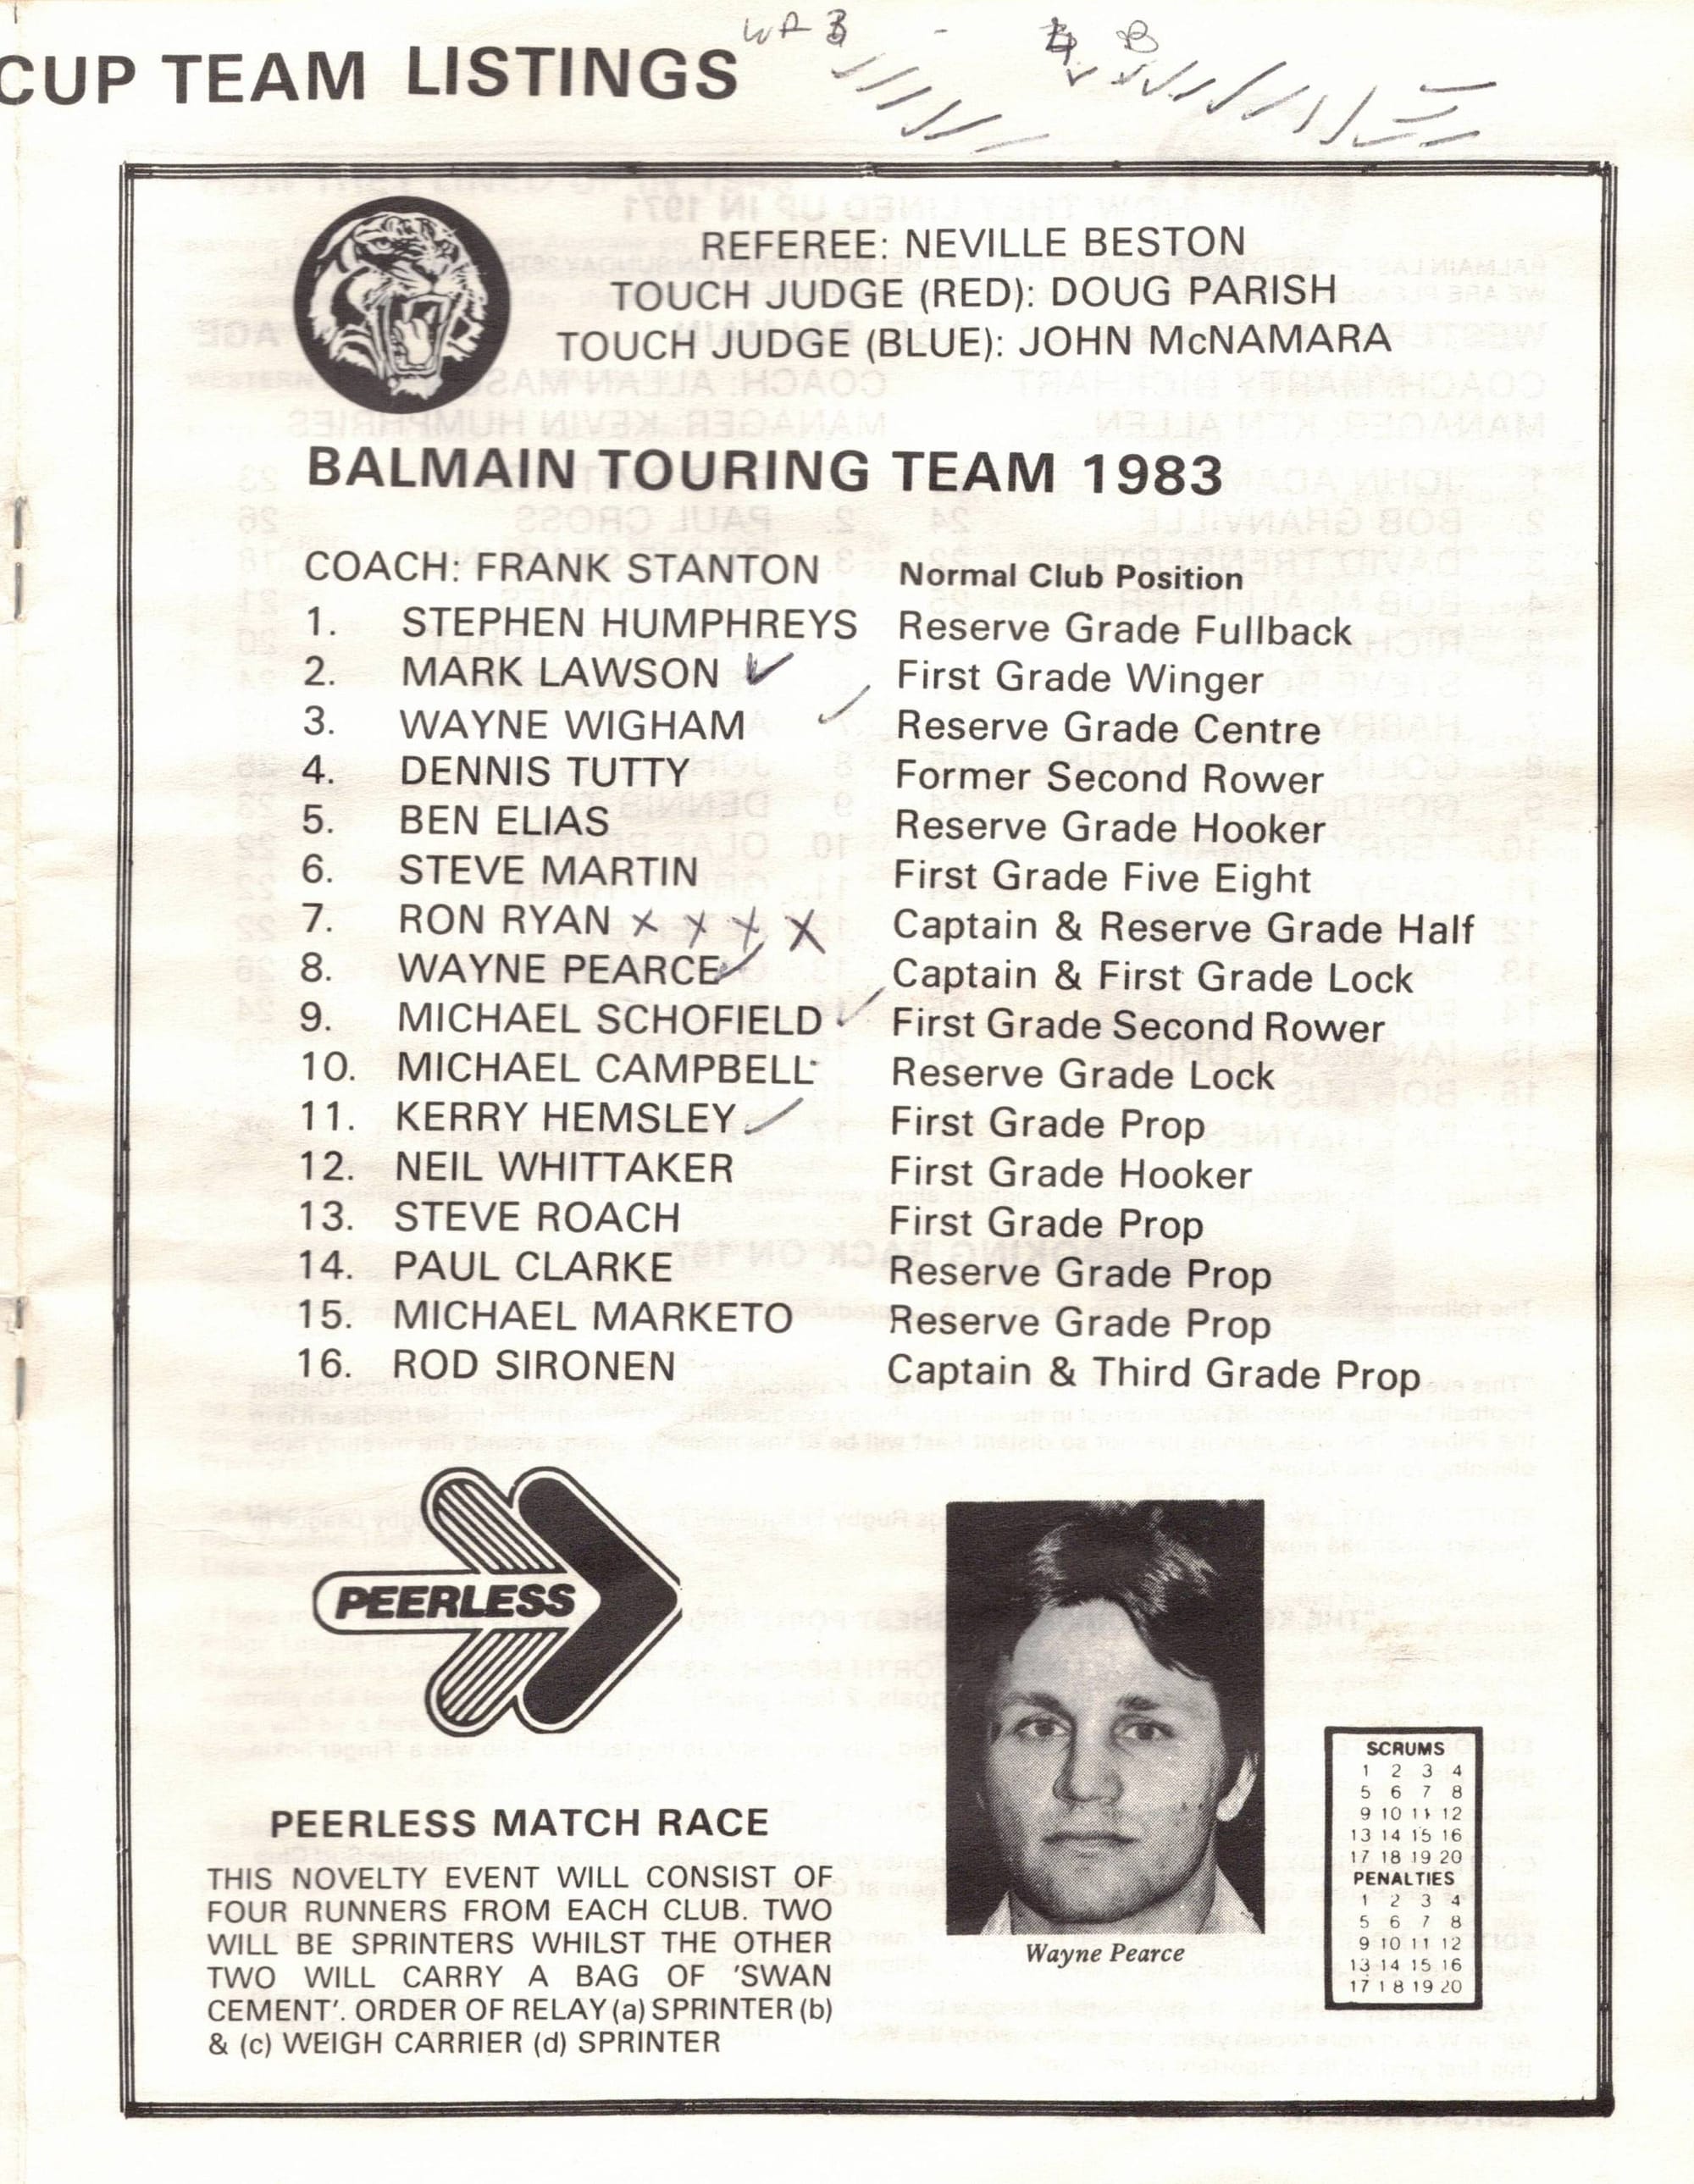 WA 3 - B
CUP TEAM LISTINGS
REFEREE: NEVILLE BESTON
TOUCH JUDGE (RED): DOUG PARISH
TOUCH JUDGE (BLUE): JOHN McNAMARA
BALMAIN TOURING TEAM 1983
COACH: FRANK STANTON Normal Club Position
1. STEPHEN HUMPHREYS Reserve Grade Fullback
2. MARK LAWSON First Grade Winger
3. WAYNE WIGHAM Reserve Grade Centre
4. DENNIS TUTTY Former Second Rower
5. BEN ELIAS Reserve Grade Hooker
6. STEVE MARTIN First Grade Five Eight
7. RON RYAN x x x x Captain & Reserve Grade Half
8. WAYNE PEARCE Captain & First Grade Lock
9. MICHAEL SCHOFIELD First Grade Second Rower
10. MICHAEL CAMPBELL Reserve Grade Lock
11. KERRY HEMSLEY First Grade Prop
12. NEIL WHITTAKER First Grade Hooker
13. STEVE ROACH First Grade Prop
14. PAUL CLARKE Reserve Grade Prop
15. MICHAEL MARKETO Reserve Grade Prop
16. ROD SIRONEN Captain & Third Grade Prop
PEERLESS
PEERLESS MATCH RACE
THIS NOVELTY EVENT WILL CONSIST OF
FOUR RUNNERS FROM EACH CLUB. TWO
WILL BE SPRINTERS WHILST THE OTHER
TWO WILL CARRY A BAG OF 'SWAN
CEMENT'. ORDER OF RELAY (a) SPRINTER (b)
& (c) WEIGH CARRIER (d) SPRINTER
Wayne Pearce
SCRUMS
1 2 3 4
5 6 7 8
9 10 11 12
13 14 15 16
17 18 19 20
PENALTIES
1 2 3 4
5 6 7 8
9 10 11 12
13 14 15 16
17 18 19 20